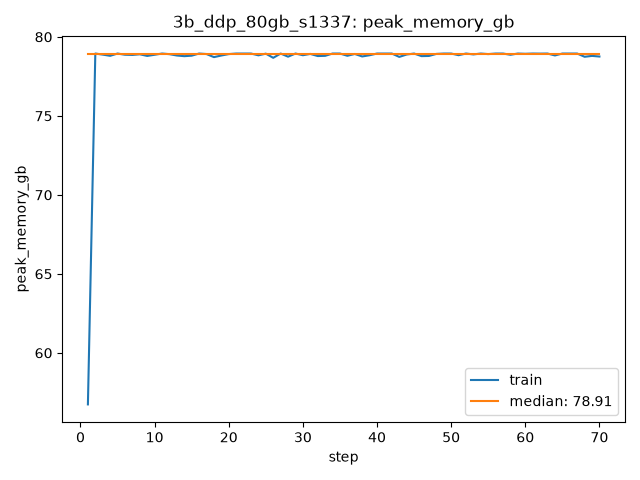 3b_ddp_80gb_s1337: peak_memory_gb
peak_memory_gb
80
75
70
65
60
0 10 20 30 40 50 60 70
step
train
median: 78.91